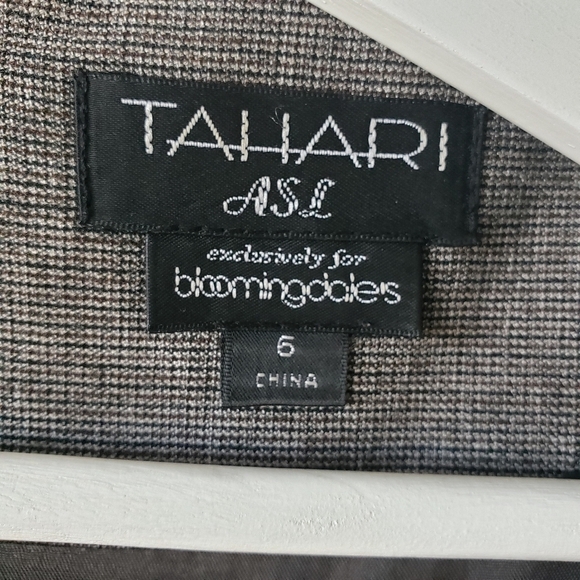 TAHARI
ASL
exclusively for
bloomingdale's
6
CHINA